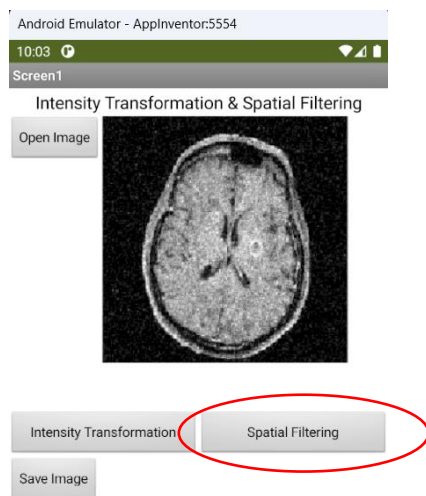 Android Emulator - AppInventor:5554
10:03
Screen1
Intensity Transformation & Spatial Filtering
Open Image
Intensity Transformation
Spatial Filtering
Save Image